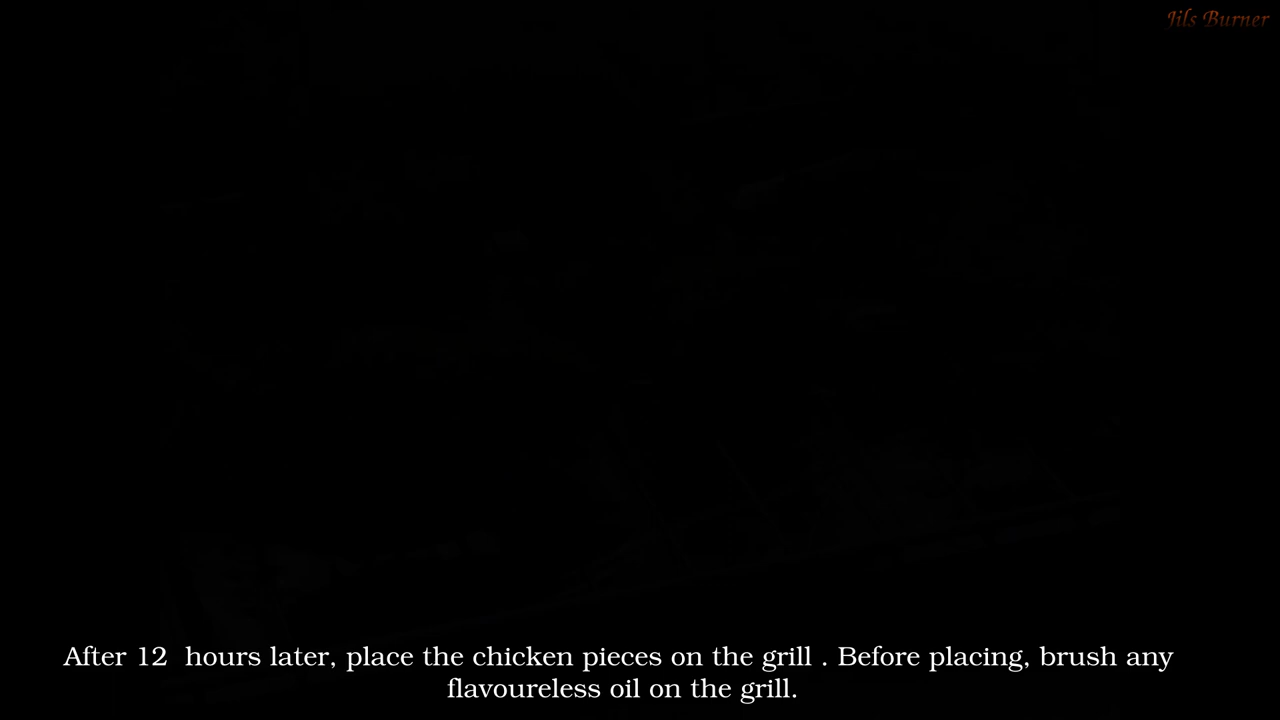 Jils Burner
After 12  hours later, place the chicken pieces on the grill . Before placing, brush any
flavoureless oil on the grill.